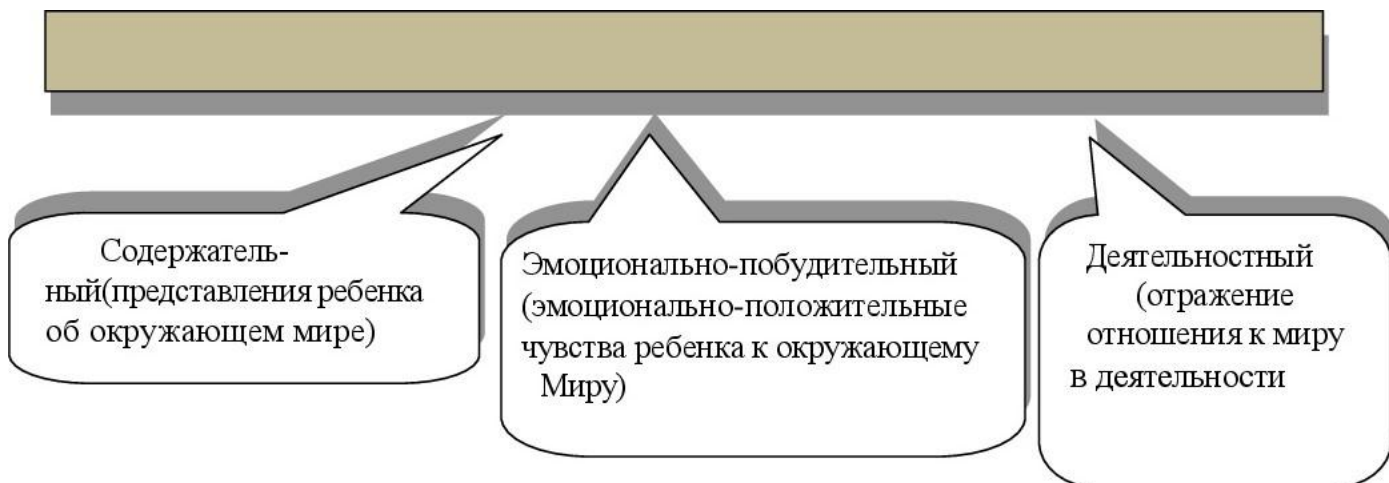 Содержатель-
ный(представления ребенка
об окружающем мире)
Эмоционально-побудительный
(эмоционально-положительные
чувства ребенка к окружающему
Миру)
Деятельностный
(отражение
отношения к миру
в деятельности